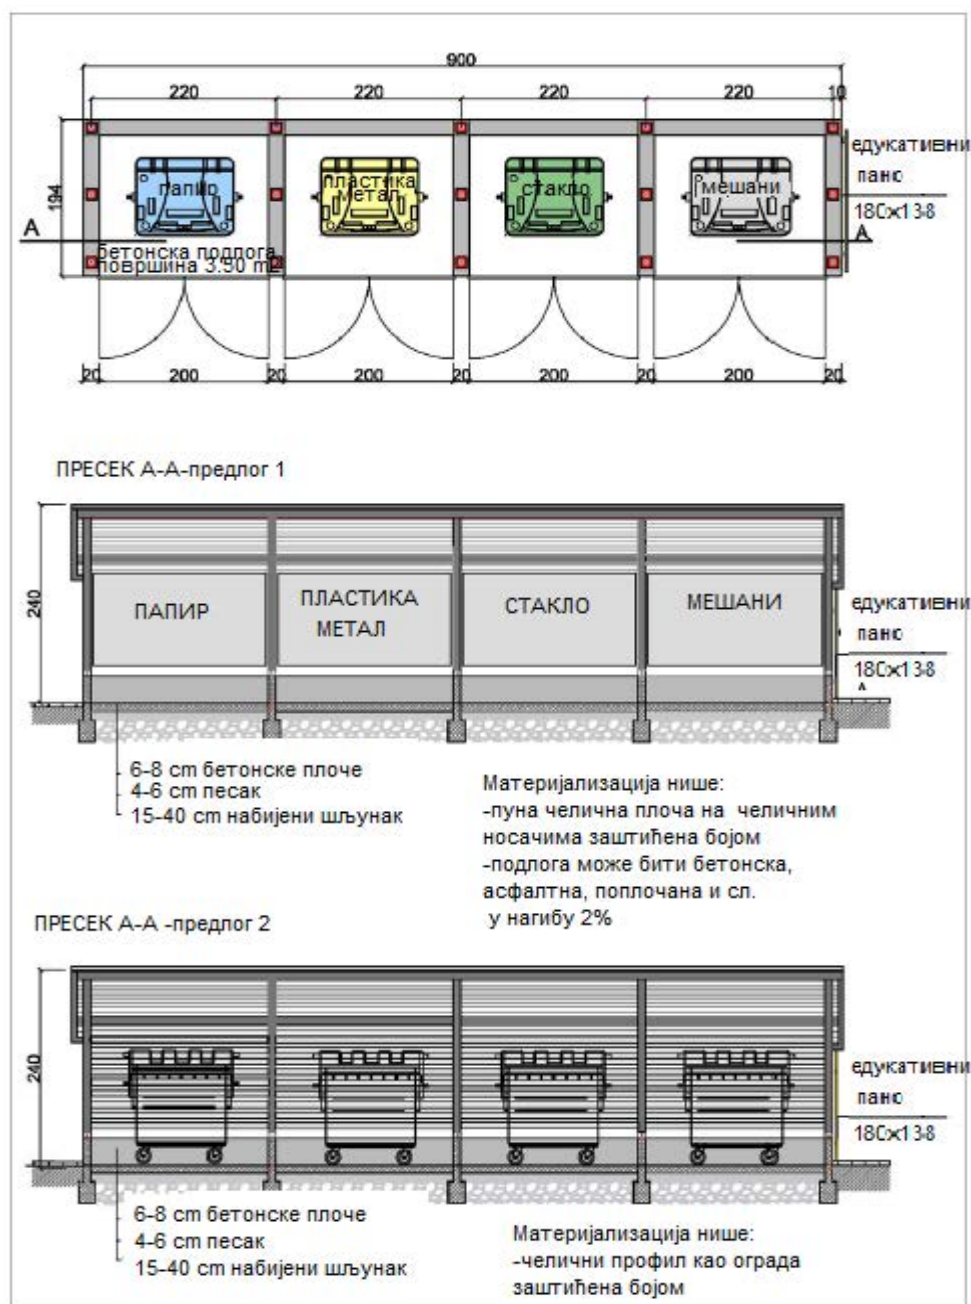 900
220 220 220 220 10
едукативни
пано
180x138
194
папир
пластика
метал
стакло
мешани
А А
бетонска подлога
површина 3.90 m2
20 200 20 200 20 200 20 200 20
ПРЕСЕК А-А-предлог 1
240
ПАПИР
ПЛАСТИКА
МЕТАЛ
СТАКЛО
МЕШАНИ
едукативни
пано
180x138
А
6-8 cm бетонске плоче
4-6 cm песак
15-40 cm набијени шљунак
Материјализација нише:
-пуна челична плоча на челичним
носачима заштићена бојом
-подлога може бити бетонска,
асфалтна, поплочана и сл.
у нагибу 2%
ПРЕСЕК А-А -предлог 2
240
едукативни
пано
180x138
6-8 cm бетонске плоче
4-6 cm песак
15-40 cm набијени шљунак
Материјализација нише:
-челични профил као ограда
заштићена бојом